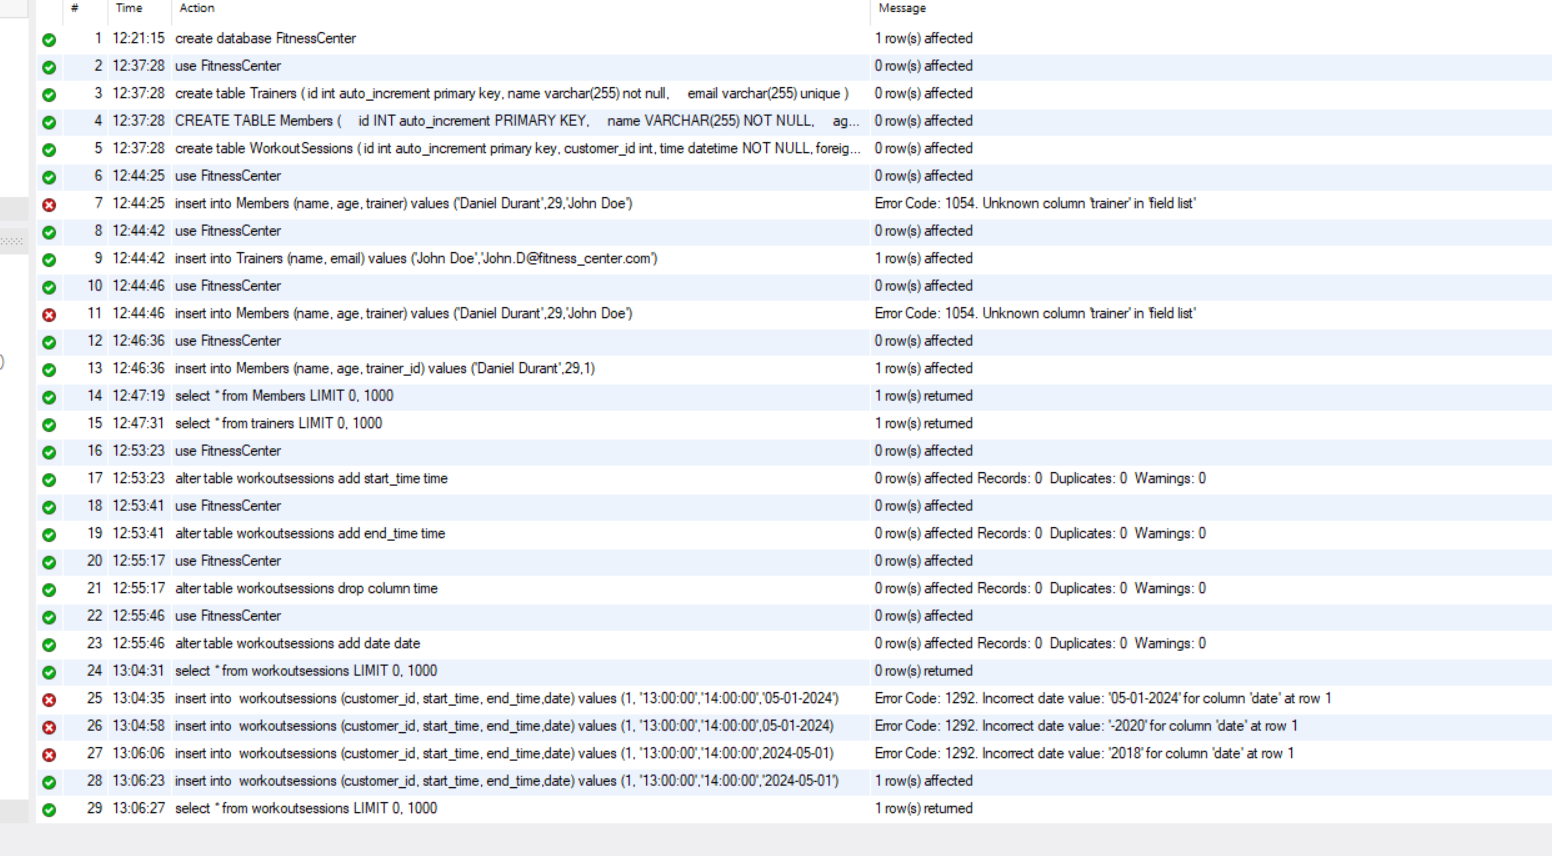 # Time Action Message
1 12:21:15 create database FitnessCenter 1 row(s) affected
2 12:37:28 use FitnessCenter 0 row(s) affected
3 12:37:28 create table Trainers ( id int auto_increment primary key, name varchar(255) not null, email varchar(255) unique ) 0 row(s) affected
4 12:37:28 CREATE TABLE Members ( id INT auto_increment PRIMARY KEY, name VARCHAR(255) NOT NULL, ag... 0 row(s) affected
5 12:37:28 create table WorkoutSessions ( id int auto_increment primary key, customer_id int, time datetime NOT NULL, foreig... 0 row(s) affected
6 12:44:25 use FitnessCenter 0 row(s) affected
7 12:44:25 insert into Members (name, age, trainer) values ('Daniel Durant',29,'John Doe') Error Code: 1054. Unknown column 'trainer' in 'field list'
8 12:44:42 use FitnessCenter 0 row(s) affected
9 12:44:42 insert into Trainers (name, email) values ('John Doe','John.D@fitness_center.com') 1 row(s) affected
10 12:44:46 use FitnessCenter 0 row(s) affected
11 12:44:46 insert into Members (name, age, trainer) values ('Daniel Durant',29,'John Doe') Error Code: 1054. Unknown column 'trainer' in 'field list'
12 12:46:36 use FitnessCenter 0 row(s) affected
13 12:46:36 insert into Members (name, age, trainer_id) values ('Daniel Durant',29,1) 1 row(s) affected
14 12:47:19 select * from Members LIMIT 0, 1000 1 row(s) returned
15 12:47:31 select * from trainers LIMIT 0, 1000 1 row(s) returned
16 12:53:23 use FitnessCenter 0 row(s) affected
17 12:53:23 alter table workoutsessions add start_time time 0 row(s) affected Records: 0 Duplicates: 0 Warnings: 0
18 12:53:41 use FitnessCenter 0 row(s) affected
19 12:53:41 alter table workoutsessions add end_time time 0 row(s) affected Records: 0 Duplicates: 0 Warnings: 0
20 12:55:17 use FitnessCenter 0 row(s) affected
21 12:55:17 alter table workoutsessions drop column time 0 row(s) affected Records: 0 Duplicates: 0 Warnings: 0
22 12:55:46 use FitnessCenter 0 row(s) affected
23 12:55:46 alter table workoutsessions add date date 0 row(s) affected Records: 0 Duplicates: 0 Warnings: 0
24 13:04:31 select * from workoutsessions LIMIT 0, 1000 0 row(s) returned
25 13:04:35 insert into workoutsessions (customer_id, start_time, end_time,date) values (1, '13:00:00','14:00:00','05-01-2024') Error Code: 1292. Incorrect date value: '05-01-2024' for column 'date' at row 1
26 13:04:58 insert into workoutsessions (customer_id, start_time, end_time,date) values (1, '13:00:00','14:00:00',05-01-2024) Error Code: 1292. Incorrect date value: '-2020' for column 'date' at row 1
27 13:06:06 insert into workoutsessions (customer_id, start_time, end_time,date) values (1, '13:00:00','14:00:00',2024-05-01) Error Code: 1292. Incorrect date value: '2018' for column 'date' at row 1
28 13:06:23 insert into workoutsessions (customer_id, start_time, end_time,date) values (1, '13:00:00','14:00:00','2024-05-01') 1 row(s) affected
29 13:06:27 select * from workoutsessions LIMIT 0, 1000 1 row(s) returned